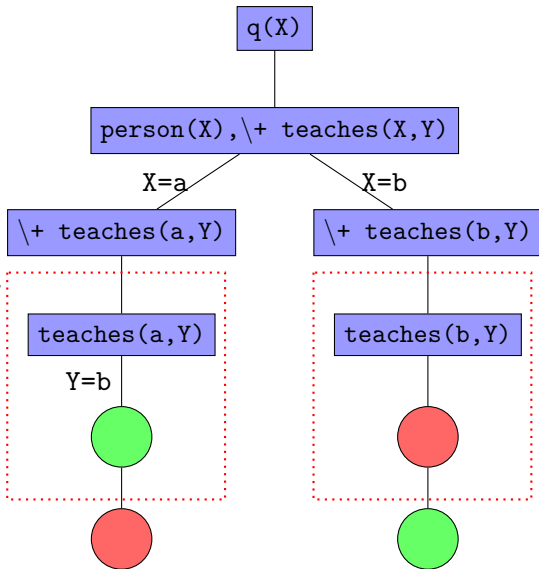 q(X)
person(X),\+ teaches(X,Y)
X=a
X=b
\+ teaches(a,Y)
\+ teaches(b,Y)
teaches(a,Y)
teaches(b,Y)
Y=b